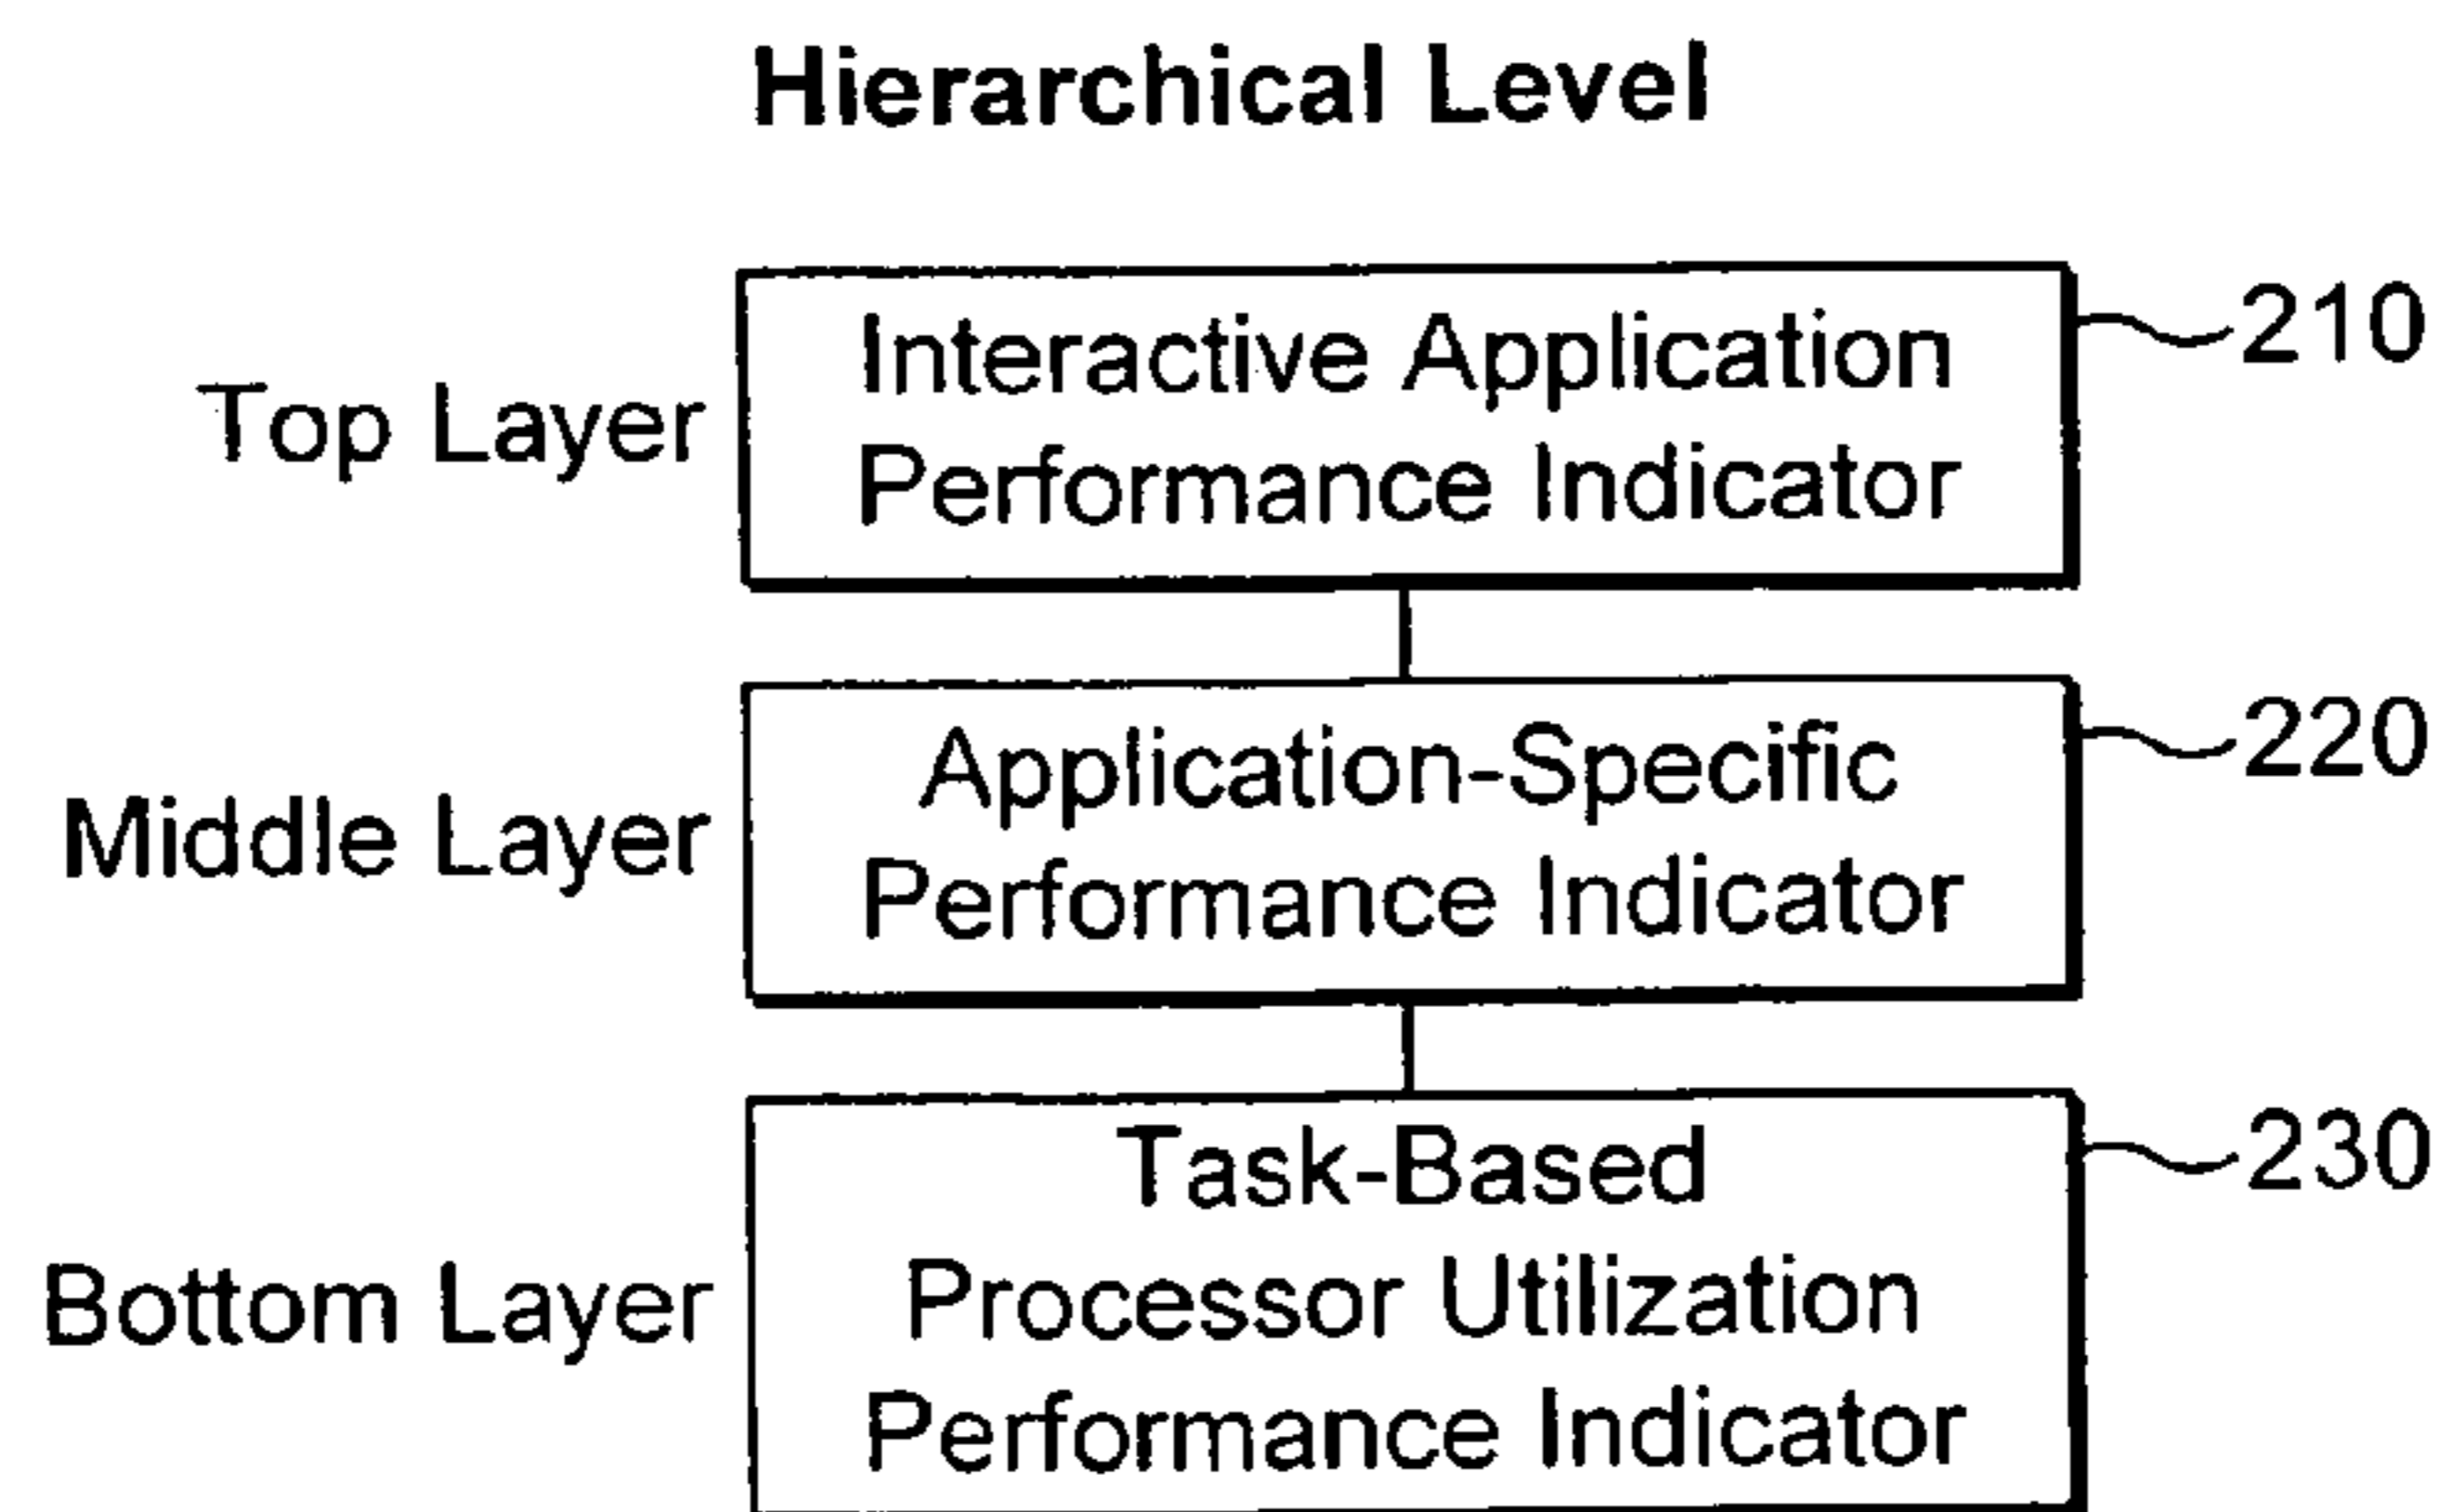 Hierarchical Level
Interactive Application
210
Top Layer
Performance Indicator
Application-Specific
220
Middle Layer
Performance Indicator
Task-Based
230
Processor Utilization
Bottom Layer
Performance Indicator